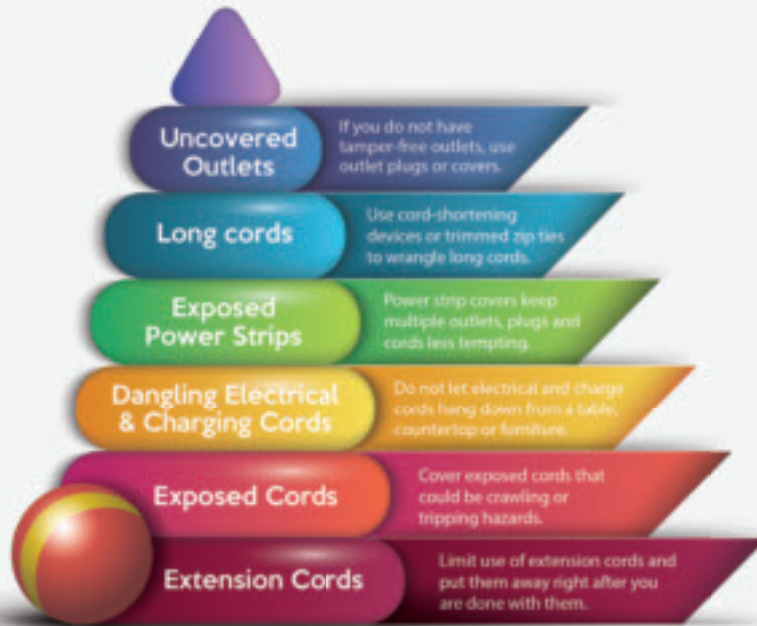 Uncovered
Outlets
If you do not have
tamper-free outlets, use
outlet plugs or covers.
Long cords
Use cord-shortening
devices or trimmed zip ties
to wrangle long cords.
Exposed
Power Strips
Power strip covers keep
multiple outlets, plugs and
cords less tempting.
Dangling Electrical
& Charging Cords
Do not let electrical and charge
cords hang down from a table,
countertop or furniture.
Exposed Cords
Cover exposed cords that
could be crawling or
tripping hazards.
Extension Cords
Limit use of extension cords and
put them away right after you
are done with them.